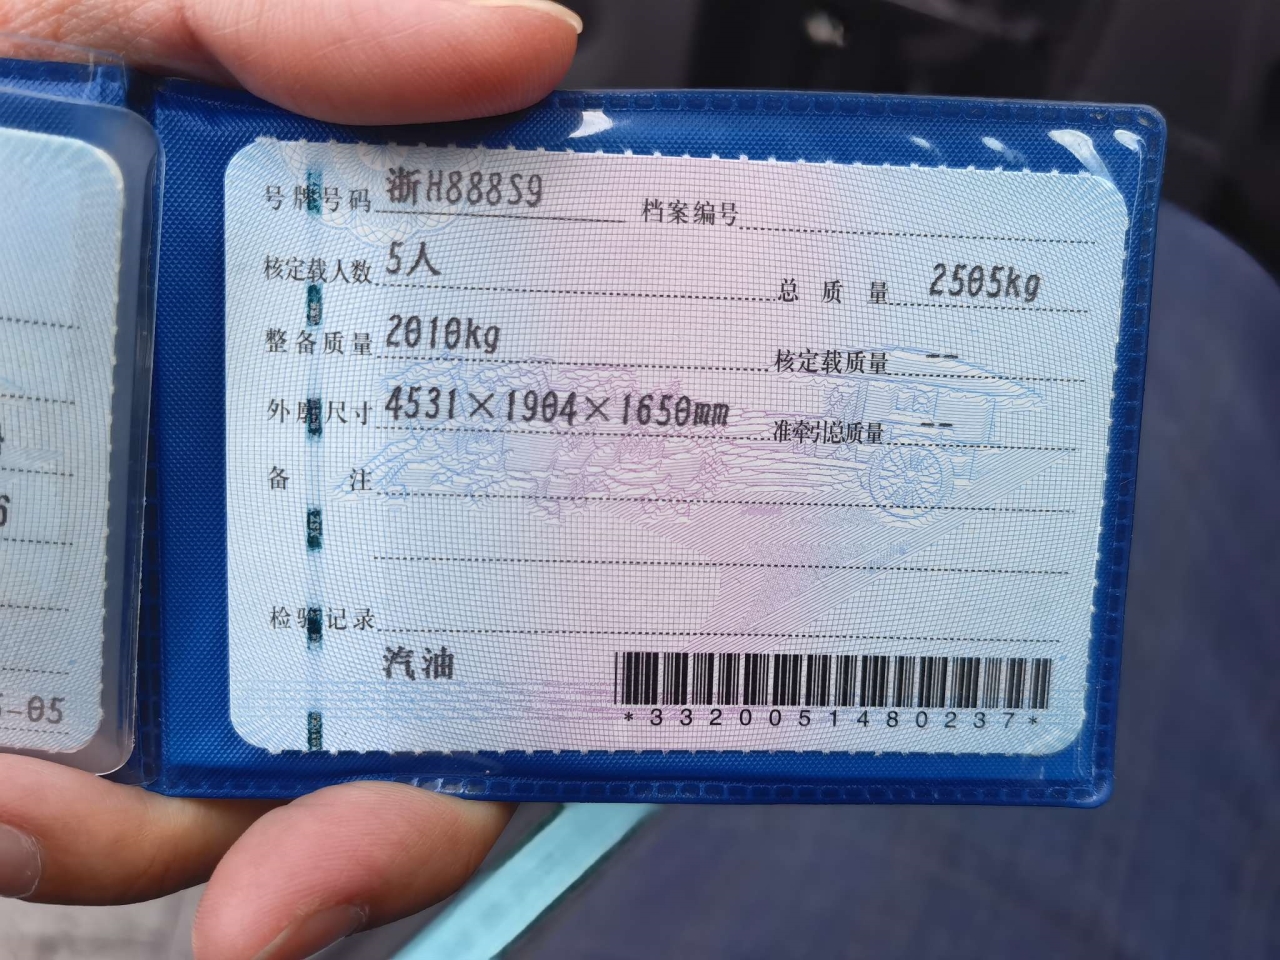 号牌号码 浙H888S9 档案编号
核定载人数 5人 总质量 2505kg
整备质量 2010kg 核定载质量 --
外廓尺寸 4531×1904×1650mm 准牵引总质量 --
备注
检验记录
汽油
*3320051480237*
6
-05